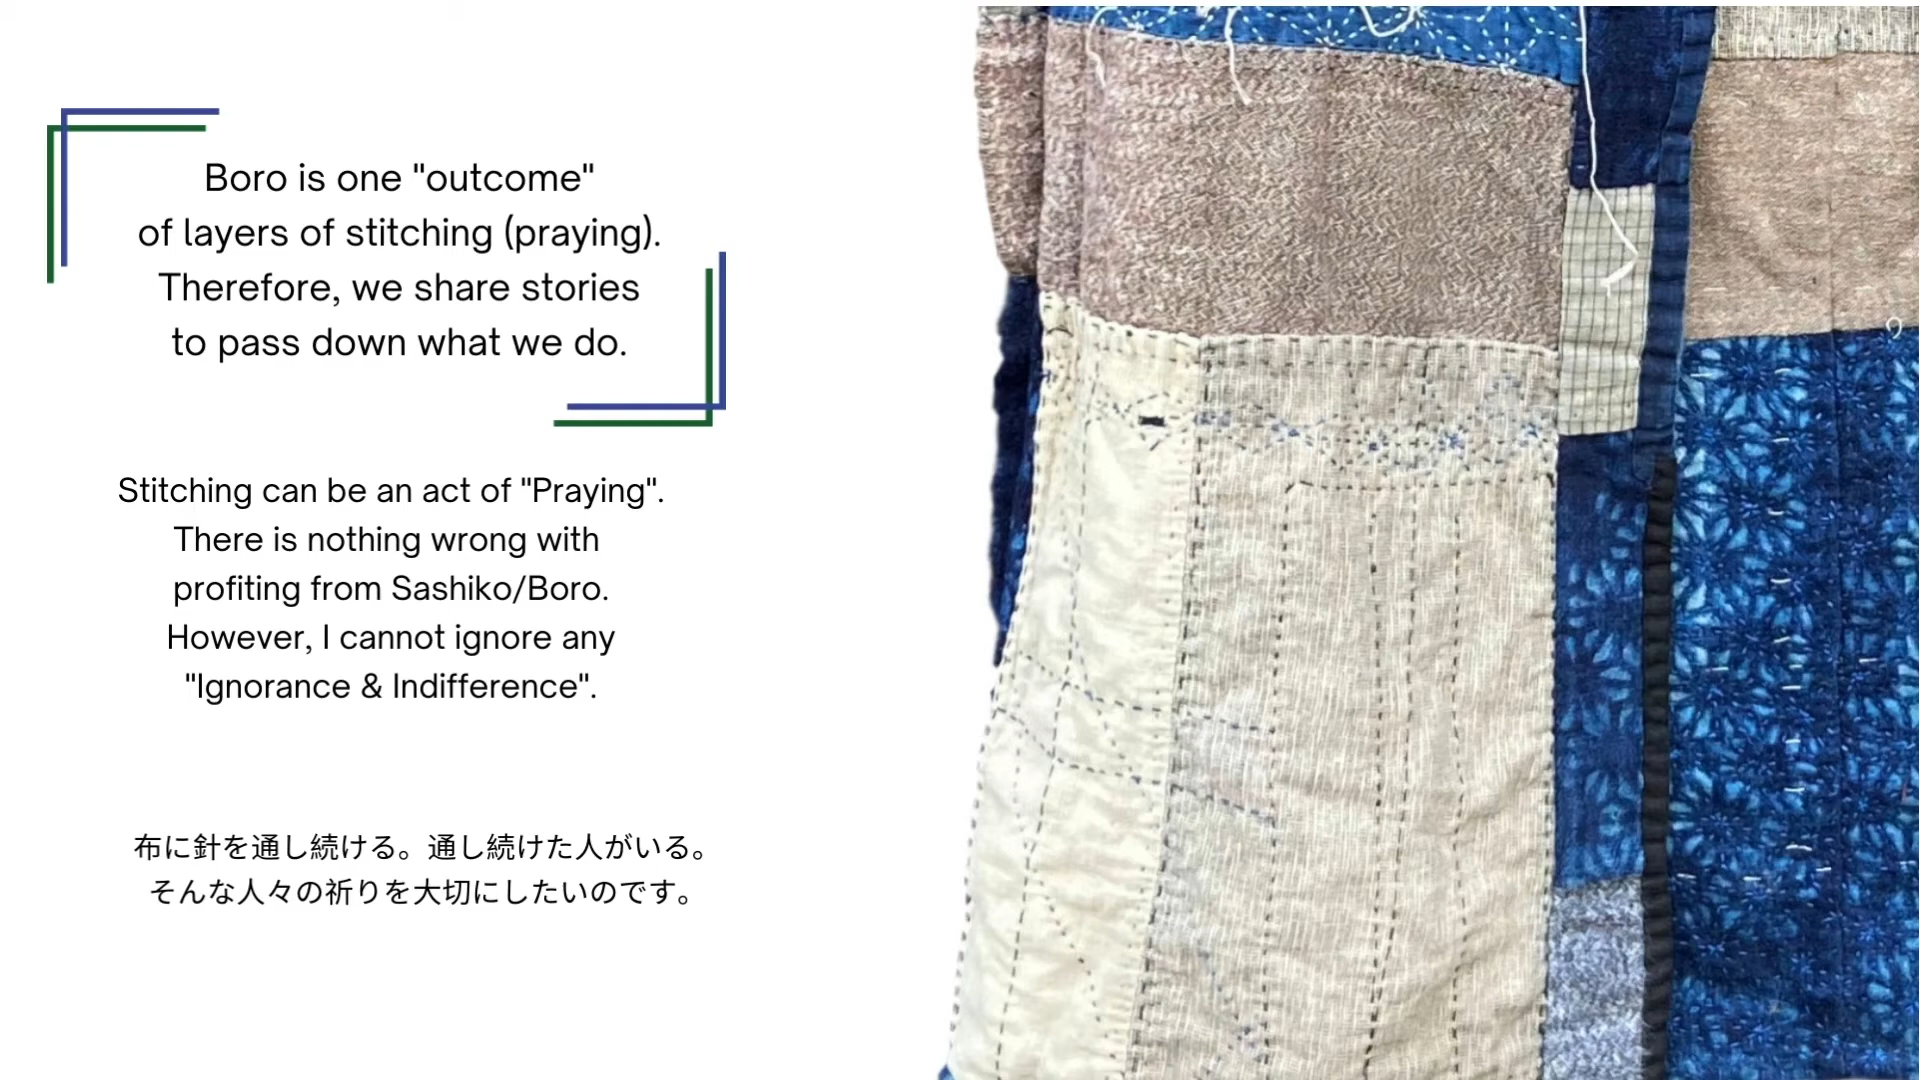 Boro is one "outcome"
of layers of stitching (praying).
Therefore, we share stories
to pass down what we do.
Stitching can be an act of "Praying".
There is nothing wrong with
profiting from Sashiko/Boro.
However, I cannot ignore any
"Ignorance & Indifference".
布に針を通し続ける。通し続けた人がいる。
そんな人々の祈りを大切にしたいのです。